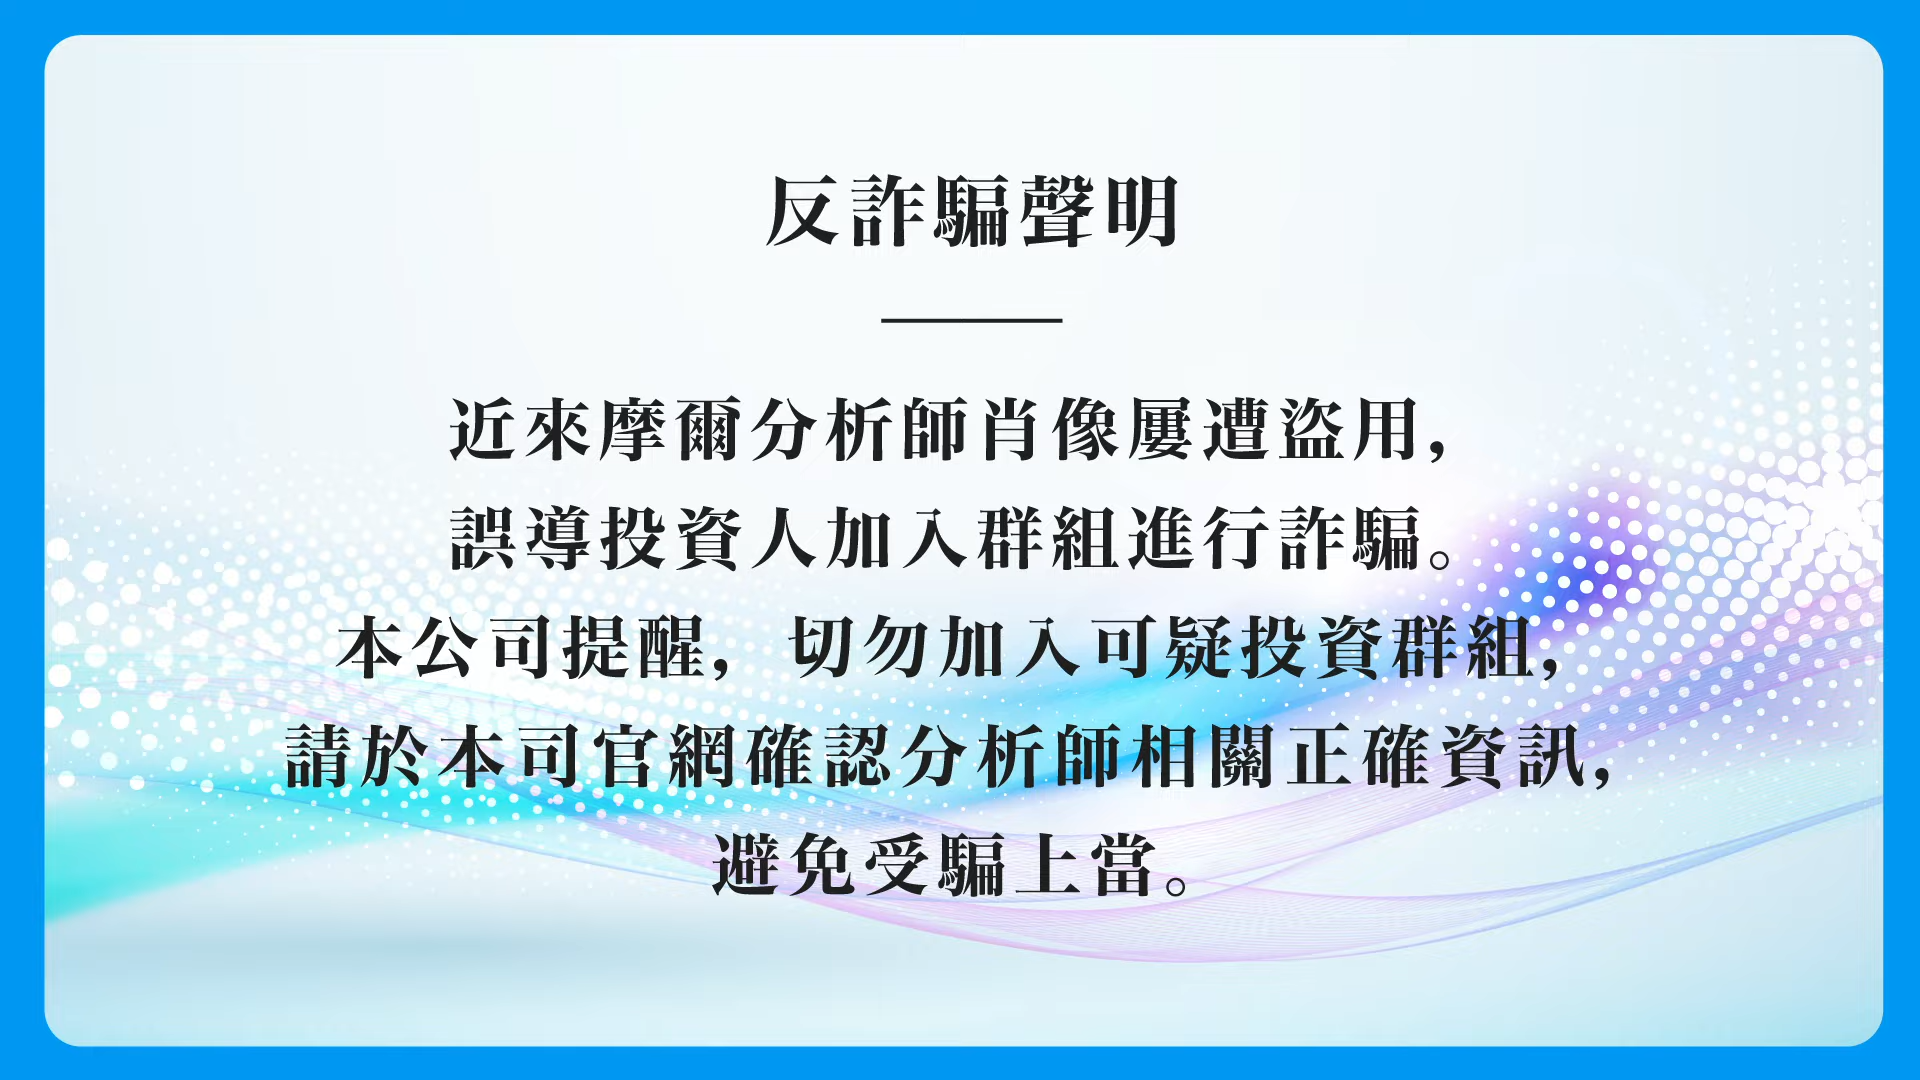 反詐騙聲明
近來摩爾分析師肖像屢遭盜用，
誤導投資人加入群組進行詐騙。
本公司提醒，切勿加入可疑投資群組，
請於本司官網確認分析師相關正確資訊，
避免受騙上當。